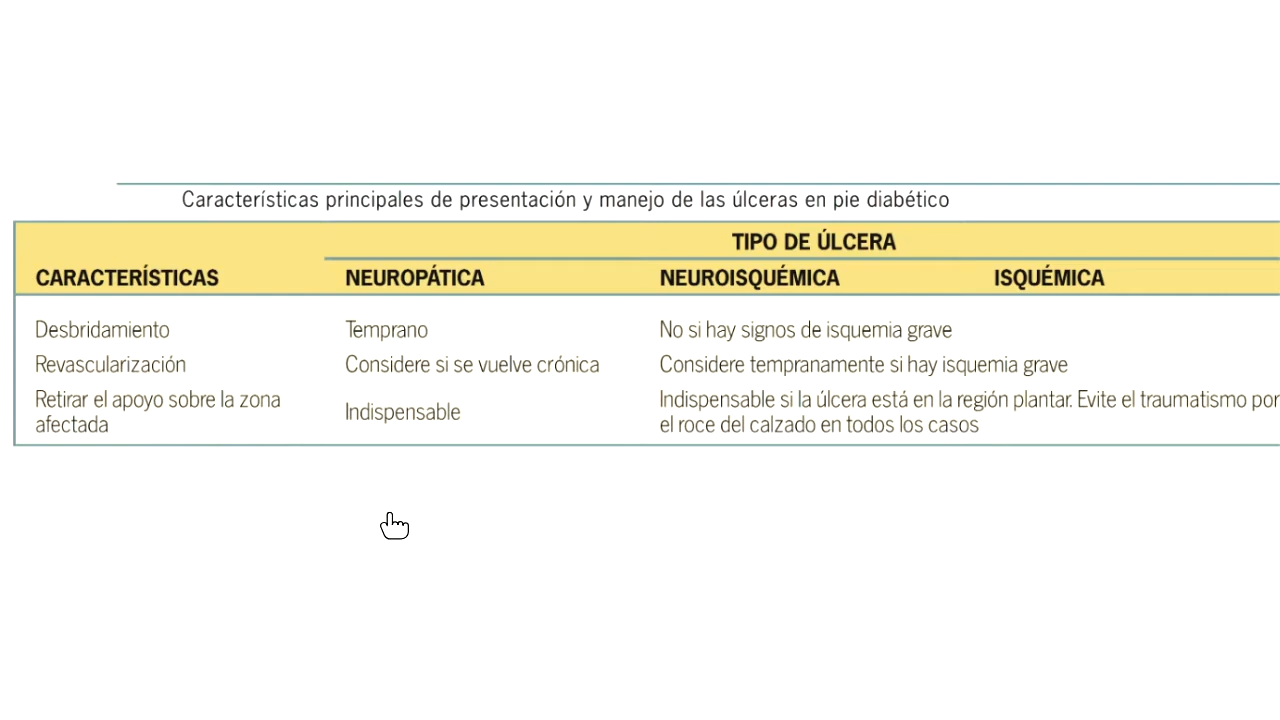 Características principales de presentación y manejo de las úlceras en pie diabético
TIPO DE ÚLCERA
CARACTERÍSTICAS NEUROPÁTICA NEUROISQUÉMICA ISQUÉMICA
Desbridamiento Temprano No si hay signos de isquemia grave
Revascularización Considere si se vuelve crónica Considere tempranamente si hay isquemia grave
Retirar el apoyo sobre la zona afectada Indispensable Indispensable si la úlcera está en la región plantar. Evite el traumatismo por
el roce del calzado en todos los casos